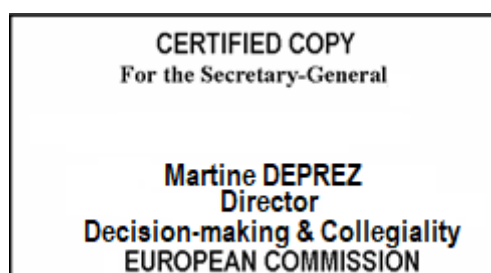 CERTIFIED COPY
For the Secretary-General
Martine DEPREZ
Director
Decision-making & Collegiality
EUROPEAN COMMISSION